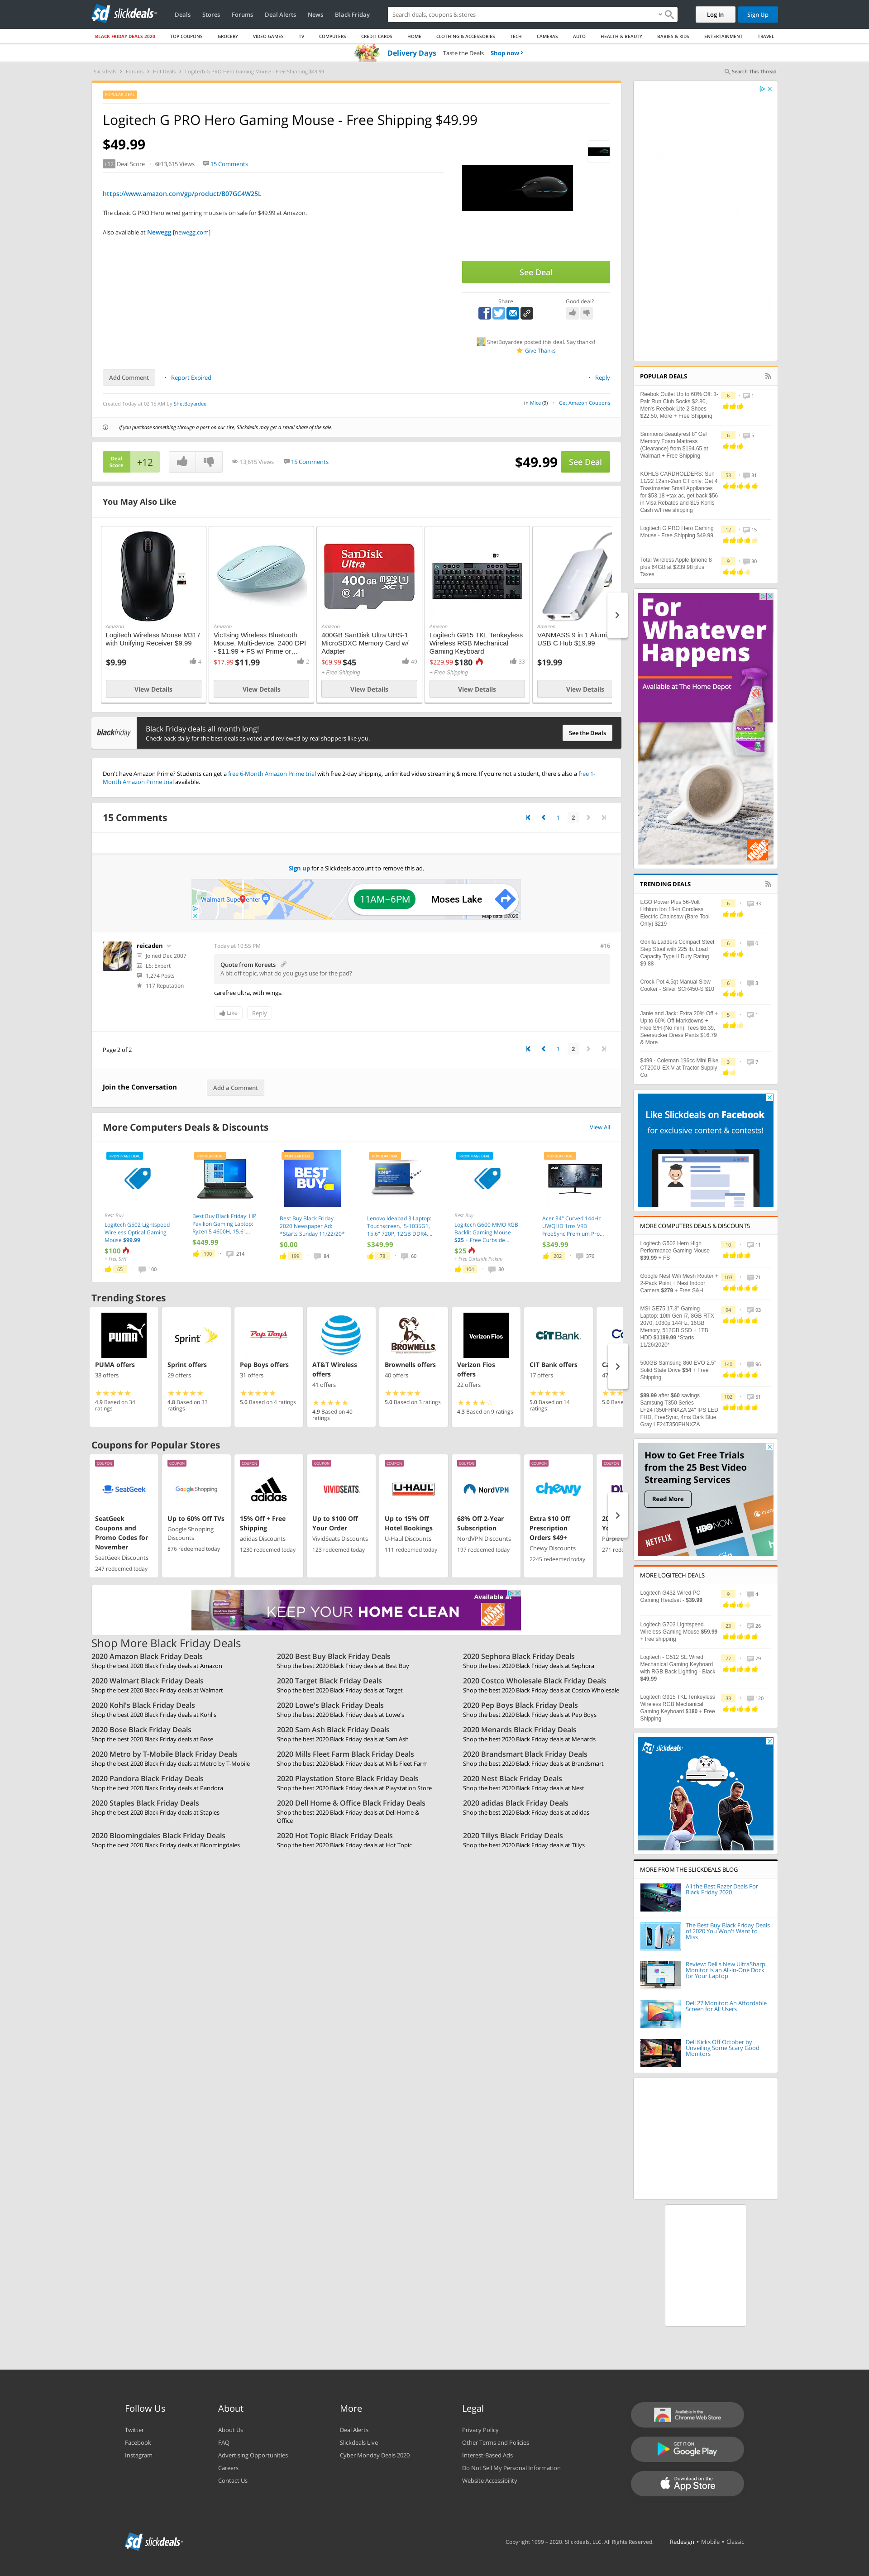 slickdeals
Deals Stores Forums Deal Alerts News Black Friday
Search deals, coupons & stores
Log In Sign Up
BLACK FRIDAY DEALS 2020 TOP COUPONS GROCERY VIDEO GAMES TV COMPUTERS CREDIT CARDS HOME CLOTHING & ACCESSORIES TECH CAMERAS AUTO HEALTH & BEAUTY BABIES & KIDS ENTERTAINMENT TRAVEL
Delivery Days Taste the Deals Shop now
Slickdeals Forums Hot Deals Logitech G PRO Hero Gaming Mouse - Free Shipping $49.99
Search This Thread
POPULAR DEAL
Logitech G PRO Hero Gaming Mouse - Free Shipping $49.99
$49.99
+12 Deal Score 13,615 Views 15 Comments
https://www.amazon.com/gp/product/B07GC4W25L
The classic G PRO Hero wired gaming mouse is on sale for $49.99 at Amazon.
Also available at Newegg [newegg.com]
See Deal
Share Good deal?
ShetBoyardee posted this deal. Say thanks!
Give Thanks
Add Comment Report Expired Reply
Created Today at 02:15 AM by ShetBoyardee
in Mice (9) Get Amazon Coupons
If you purchase something through a post on our site, Slickdeals may get a small share of the sale.
Deal Score +12 13,615 Views 15 Comments $49.99 See Deal
You May Also Like
Amazon
Logitech Wireless Mouse M317 with Unifying Receiver $9.99
$9.99 4
View Details
Amazon
VicTsing Wireless Bluetooth Mouse, Multi-device, 2400 DPI - $11.99 + FS w/ Prime or…
$17.99 $11.99 2
View Details
Amazon
400GB SanDisk Ultra UHS-1 MicroSDXC Memory Card w/ Adapter
$69.99 $45 49
+ Free Shipping
View Details
Amazon
Logitech G915 TKL Tenkeyless Wireless RGB Mechanical Gaming Keyboard
$229.99 $180 33
+ Free Shipping
View Details
Amazon
VANMASS 9 in 1 Alumi
USB C Hub $19.99
$19.99
View Details
blackfriday
Black Friday deals all month long!
Check back daily for the best deals as voted and reviewed by real shoppers like you.
See the Deals
Don't have Amazon Prime? Students can get a free 6-Month Amazon Prime trial with free 2-day shipping, unlimited video streaming & more. If you're not a student, there's also a free 1-Month Amazon Prime trial available.
15 Comments 1 2
Sign up for a Slickdeals account to remove this ad.
Walmart Supercenter
11AM–6PM Moses Lake
Map data ©2020
reicaden
Joined Dec 2007
L6: Expert
1,274 Posts
117 Reputation
Today at 10:55 PM #16
Quote from Koreets
A bit off topic, what do you guys use for the pad?
carefree ultra, with wings.
Like Reply
Page 2 of 2 1 2
Join the Conversation Add a Comment
More Computers Deals & Discounts View All
FRONTPAGE DEAL
Best Buy
Logitech G502 Lightspeed Wireless Optical Gaming Mouse $99.99
$100
+ Free S/H
65 100
POPULAR DEAL
Best Buy Black Friday: HP Pavilion Gaming Laptop: Ryzen 5 4600H, 15.6"…
$449.99
190 214
POPULAR DEAL
BEST BUY
Best Buy Black Friday 2020 Newspaper Ad: *Starts Sunday 11/22/20*
$0.00
199 84
POPULAR DEAL
Lenovo Ideapad 3 Laptop: Touchscreen, i5-1035G1, 15.6" 720P, 12GB DDR4,…
$349.99
78 60
FRONTPAGE DEAL
Best Buy
Logitech G600 MMO RGB Backlit Gaming Mouse $25 + Free Curbside…
$25
+ Free Curbside Pickup
104 80
POPULAR DEAL
Acer 34" Curved 144Hz UWQHD 1ms VRB FreeSync Premium Pro…
$349.99
202 376
Trending Stores
PUMA offers
38 offers
4.9 Based on 34 ratings
Sprint offers
29 offers
4.8 Based on 33 ratings
Pep Boys offers
31 offers
5.0 Based on 4 ratings
AT&T Wireless offers
41 offers
4.9 Based on 40 ratings
Brownells offers
40 offers
5.0 Based on 3 ratings
Verizon Fios offers
22 offers
4.3 Based on 9 ratings
CIT Bank offers
17 offers
5.0 Based on 14 ratings
Coupons for Popular Stores
COUPON
SeatGeek Coupons and Promo Codes for November
SeatGeek Discounts
247 redeemed today
COUPON
Up to 60% Off TVs
Google Shopping Discounts
876 redeemed today
COUPON
15% Off + Free Shipping
adidas Discounts
1230 redeemed today
COUPON
Up to $100 Off Your Order
VividSeats Discounts
123 redeemed today
COUPON
Up to 15% Off Hotel Bookings
U-Haul Discounts
111 redeemed today
COUPON
68% Off 2-Year Subscription
NordVPN Discounts
197 redeemed today
COUPON
Extra $10 Off Prescription Orders $49+
Chewy Discounts
2245 redeemed today
KEEP YOUR HOME CLEAN
Available at
Shop More Black Friday Deals
2020 Amazon Black Friday Deals
Shop the best 2020 Black Friday deals at Amazon
2020 Best Buy Black Friday Deals
Shop the best 2020 Black Friday deals at Best Buy
2020 Sephora Black Friday Deals
Shop the best 2020 Black Friday deals at Sephora
2020 Walmart Black Friday Deals
Shop the best 2020 Black Friday deals at Walmart
2020 Target Black Friday Deals
Shop the best 2020 Black Friday deals at Target
2020 Costco Wholesale Black Friday Deals
Shop the best 2020 Black Friday deals at Costco Wholesale
2020 Kohl's Black Friday Deals
Shop the best 2020 Black Friday deals at Kohl's
2020 Lowe's Black Friday Deals
Shop the best 2020 Black Friday deals at Lowe's
2020 Pep Boys Black Friday Deals
Shop the best 2020 Black Friday deals at Pep Boys
2020 Bose Black Friday Deals
Shop the best 2020 Black Friday deals at Bose
2020 Sam Ash Black Friday Deals
Shop the best 2020 Black Friday deals at Sam Ash
2020 Menards Black Friday Deals
Shop the best 2020 Black Friday deals at Menards
2020 Metro by T-Mobile Black Friday Deals
Shop the best 2020 Black Friday deals at Metro by T-Mobile
2020 Mills Fleet Farm Black Friday Deals
Shop the best 2020 Black Friday deals at Mills Fleet Farm
2020 Brandsmart Black Friday Deals
Shop the best 2020 Black Friday deals at Brandsmart
2020 Pandora Black Friday Deals
Shop the best 2020 Black Friday deals at Pandora
2020 Playstation Store Black Friday Deals
Shop the best 2020 Black Friday deals at Playstation Store
2020 Nest Black Friday Deals
Shop the best 2020 Black Friday deals at Nest
2020 Staples Black Friday Deals
Shop the best 2020 Black Friday deals at Staples
2020 Dell Home & Office Black Friday Deals
Shop the best 2020 Black Friday deals at Dell Home & Office
2020 adidas Black Friday Deals
Shop the best 2020 Black Friday deals at adidas
2020 Bloomingdales Black Friday Deals
Shop the best 2020 Black Friday deals at Bloomingdales
2020 Hot Topic Black Friday Deals
Shop the best 2020 Black Friday deals at Hot Topic
2020 Tillys Black Friday Deals
Shop the best 2020 Black Friday deals at Tillys
POPULAR DEALS
Reebok Outlet Up to 60% Off: 3-Pair Run Club Socks $2.80, Men's Reebok Lite 2 Shoes $22.50, More + Free Shipping 6 1
Simmons Beautyrest 8" Gel Memory Foam Mattress (Clearance) from $194.65 at Walmart + Free Shipping 6 5
KOHLS CARDHOLDERS: Sun 11/22 12am-2am CT only: Get 4 Toastmaster Small Appliances for $53.18 +tax ac, get back $56 in Visa Rebates and $15 Kohls Cash w/Free shipping 53 31
Logitech G PRO Hero Gaming Mouse - Free Shipping $49.99 12 15
Total Wireless Apple Iphone 8 plus 64GB at $239.98 plus Taxes 9 30
For Whatever Happens
Available at The Home Depot
TRENDING DEALS
EGO Power Plus 56-Volt Lithium Ion 18-in Cordless Electric Chainsaw (Bare Tool Only) $219 6 33
Gorilla Ladders Compact Steel Step Stool with 225 lb. Load Capacity Type II Duty Rating $9.88 6 0
Crock-Pot 4.5qt Manual Slow Cooker - Silver SCR450-S $10 6 3
Janie and Jack: Extra 20% Off + Up to 60% Off Markdowns + Free S/H (No min): Tees $6.39, Seersucker Dress Pants $16.79 & More 5 1
$499 - Coleman 196cc Mini Bike CT200U-EX V at Tractor Supply Co. 3 7
Like Slickdeals on Facebook
for exclusive content & contests!
MORE COMPUTERS DEALS & DISCOUNTS
Logitech G502 Hero High Performance Gaming Mouse $39.99 + FS 10 11
Google Nest Wifi Mesh Router + 2-Pack Point + Nest Indoor Camera $279 + Free S&H 103 71
MSI GE75 17.3" Gaming Laptop: 10th Gen i7, 8GB RTX 2070, 1080p 144Hz, 16GB Memory, 512GB SSD + 1TB HDD $1199.99 *Starts 11/26/2020* 94 93
500GB Samsung 860 EVO 2.5" Solid State Drive $54 + Free Shipping 140 96
$89.99 after $60 savings Samsung T350 Series LF24T350FHNXZA 24" IPS LED FHD, FreeSync, 4ms Dark Blue Gray LF24T350FHNXZA 102 51
How to Get Free Trials from the 25 Best Video Streaming Services
Read More
NETFLIX HBONOW
MORE LOGITECH DEALS
Logitech G432 Wired PC Gaming Headset - $39.99 9 4
Logitech G703 Lightspeed Wireless Gaming Mouse $59.99 + free shipping 23 26
Logitech - G512 SE Wired Mechanical Gaming Keyboard with RGB Lighting - Black $49.99 77 79
Logitech G915 TKL Tenkeyless Wireless RGB Mechanical Gaming Keyboard $180 + Free Shipping 33 120
slickdeals
MORE FROM THE SLICKDEALS BLOG
All the Best Razer Deals For Black Friday 2020
The Best Buy Black Friday Deals of 2020 You Won't Want to Miss
Review: Dell's New UltraSharp Monitor Is an All-in-One Dock for Your Laptop
Dell 27 Monitor: An Affordable Screen for All Users
Dell Kicks Off October by Unveiling Some Scary Good Monitors
Follow Us
Twitter
Facebook
Instagram
About
About Us
FAQ
Advertising Opportunities
Careers
Contact Us
More
Deal Alerts
Slickdeals Live
Cyber Monday Deals 2020
Legal
Privacy Policy
Other Terms and Policies
Interest-Based Ads
Do Not Sell My Personal Information
Website Accessibility
Available in the Chrome Web Store
GET IT ON Google Play
Download on the App Store
slickdeals
Copyright 1999 - 2020. Slickdeals, LLC. All Rights Reserved. Redesign • Mobile • Classic